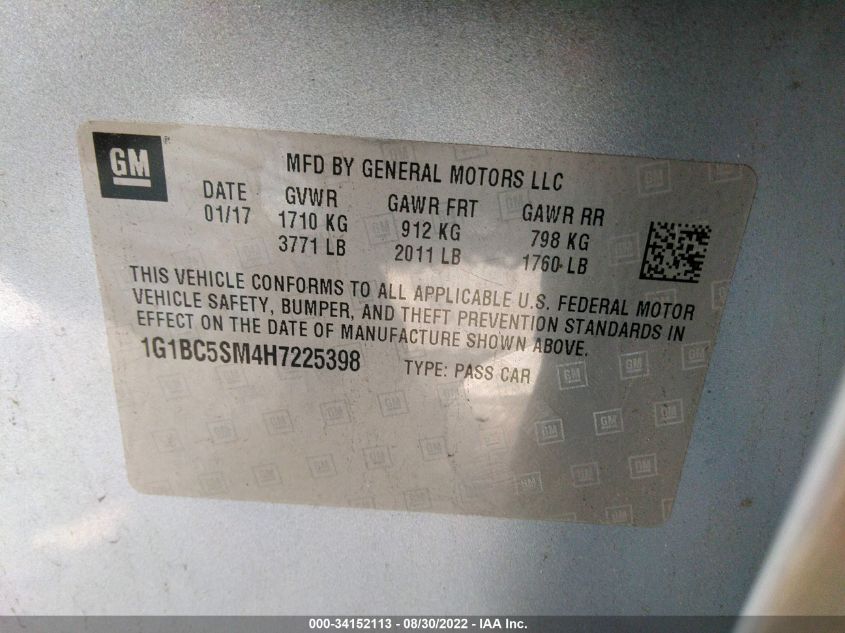 GM
MFD BY GENERAL MOTORS LLC
DATE GVWR GAWR FRT GAWR RR
01/17 1710 KG 912 KG 798 KG
3771 LB 2011 LB 1760 LB
THIS VEHICLE CONFORMS TO ALL APPLICABLE U.S. FEDERAL MOTOR
VEHICLE SAFETY, BUMPER, AND THEFT PREVENTION STANDARDS IN
EFFECT ON THE DATE OF MANUFACTURE SHOWN ABOVE.
1G1BC5SM4H7225398 TYPE: PASS CAR
000-34152113 - 08/30/2022 - IAA Inc.